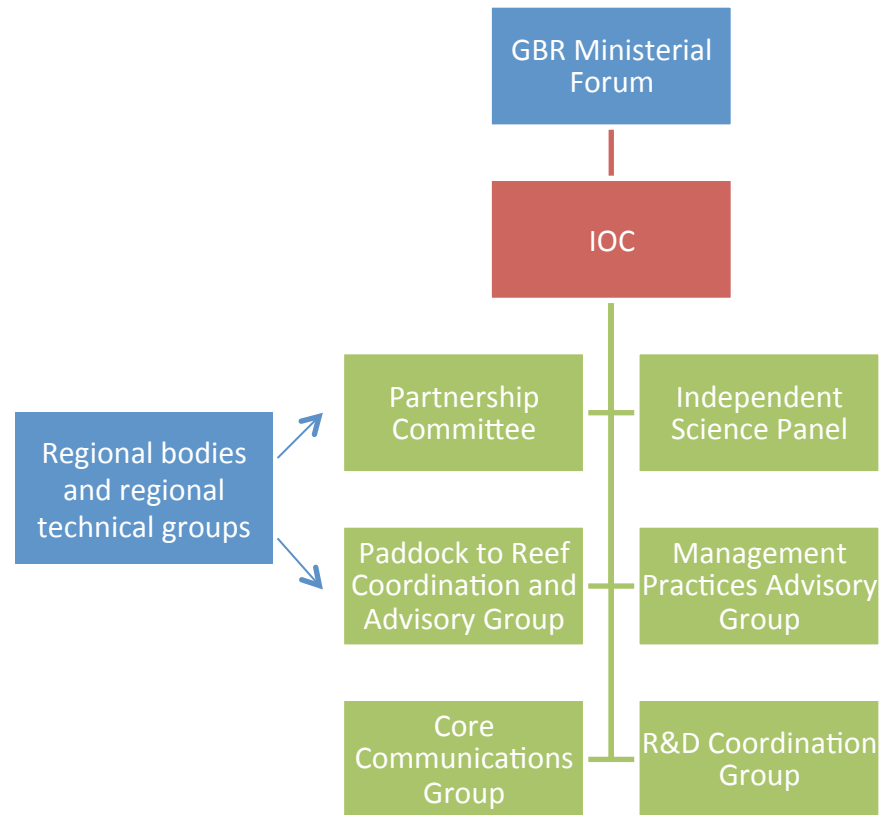 GBR Ministerial
Forum
IOC
Partnership
Committee
Independent
Science Panel
Regional bodies
and regional
technical groups
Paddock to Reef
Coordination and
Advisory Group
Management
Practices Advisory
Group
Core
Communications
Group
R&D Coordination
Group